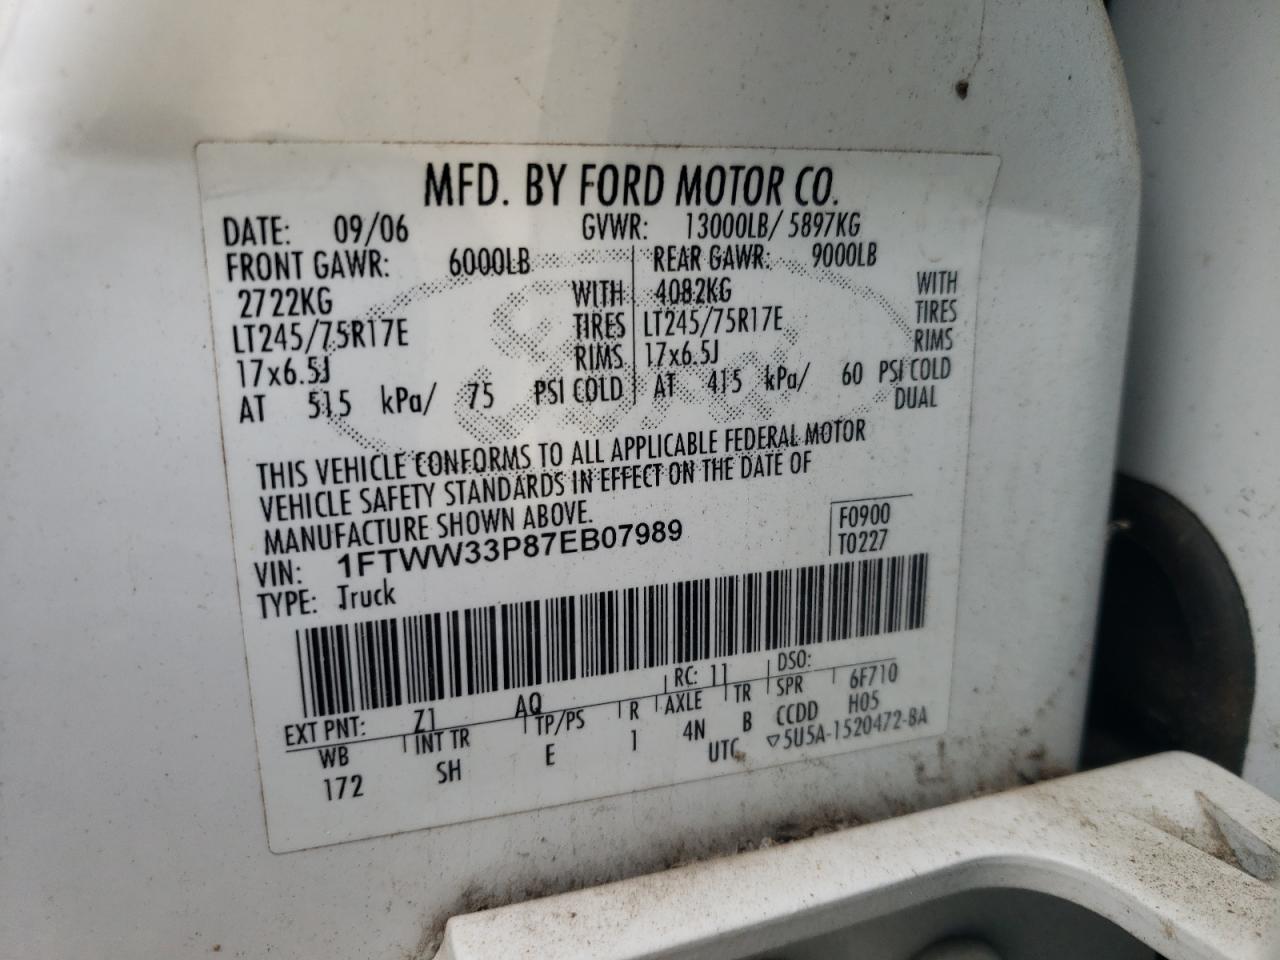 MFD. BY FORD MOTOR CO.
DATE: 09/06 GVWR: 13000LB/ 5897KG
FRONT GAWR: 6000LB REAR GAWR: 9000LB
2722KG WITH 4082KG WITH
LT245/75R17E TIRES LT245/75R17E TIRES
17x6.5J RIMS 17x6.5J RIMS
AT 515 kPa/ 75 PSI COLD AT 415 kPa/ 60 PSI COLD
DUAL
THIS VEHICLE CONFORMS TO ALL APPLICABLE FEDERAL MOTOR
VEHICLE SAFETY STANDARDS IN EFFECT ON THE DATE OF
MANUFACTURE SHOWN ABOVE.
F0900
VIN: 1FTWW33P87EB07989
T0227
TYPE: Truck
EXT PNT: Z1 AQ RC: 11 DSO:
WB INT TR TP/PS R AXLE TR SPR 6F710
172 SH E 1 4N B CCDD H05
UTC ▽5U5A-1520472-BA